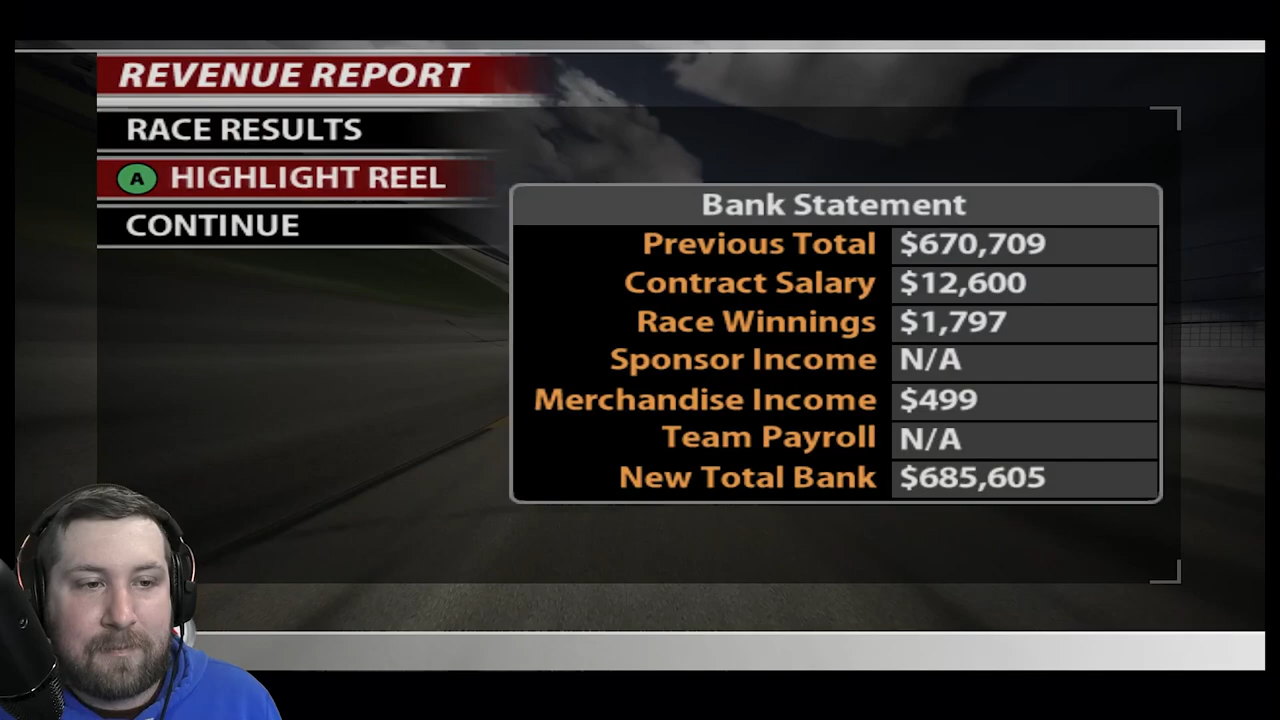 REVENUE REPORT
RACE RESULTS
A HIGHLIGHT REEL
CONTINUE
Bank Statement
Previous Total $670,709
Contract Salary $12,600
Race Winnings $1,797
Sponsor Income N/A
Merchandise Income $499
Team Payroll N/A
New Total Bank $685,605